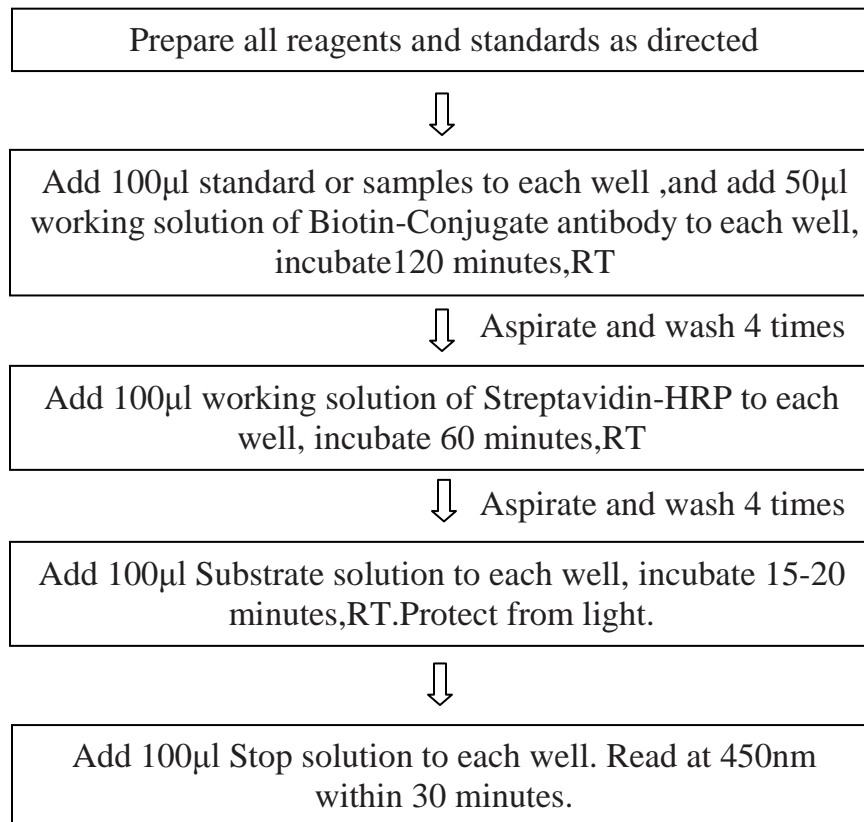 Prepare all reagents and standards as directed
Add 100μl standard or samples to each well ,and add 50μl
working solution of Biotin-Conjugate antibody to each well,
incubate120 minutes,RT
Aspirate and wash 4 times
Add 100μl working solution of Streptavidin-HRP to each
well, incubate 60 minutes,RT
Aspirate and wash 4 times
Add 100μl Substrate solution to each well, incubate 15-20
minutes,RT.Protect from light.
Add 100μl Stop solution to each well. Read at 450nm
within 30 minutes.